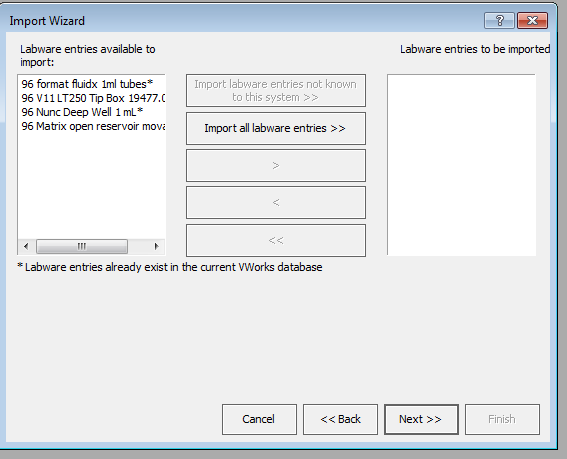 Import Wizard
Labware entries available to
import:
Labware entries to be imported
96 format fluidx 1ml tubes*
96 V11 LT250 Tip Box 19477.0
96 Nunc Deep Well 1 mL*
96 Matrix open reservoir mova
Import labware entries not known
to this system >>
Import all labware entries >>
>
<
<<
* Labware entries already exist in the current VWorks database
Cancel
<< Back
Next >>
Finish